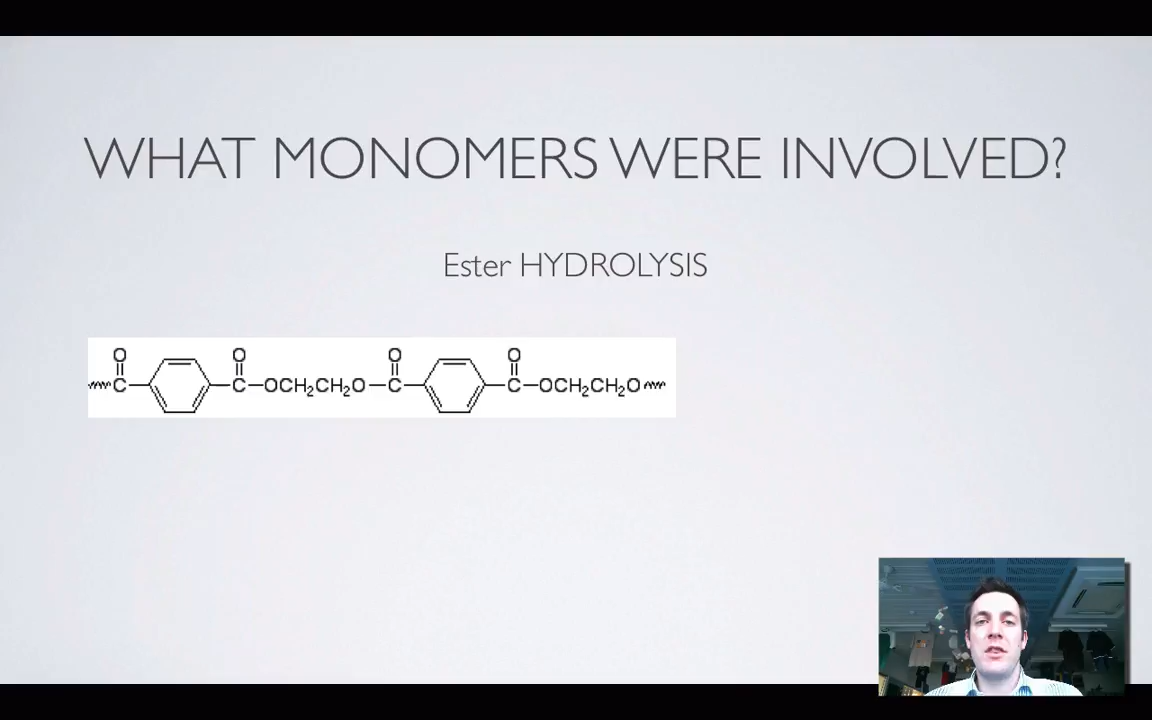 WHAT MONOMERS WERE INVOLVED?
Ester HYDROLYSIS
O O O O
C C—OCH₂CH₂O—C C—OCH₂CH₂O